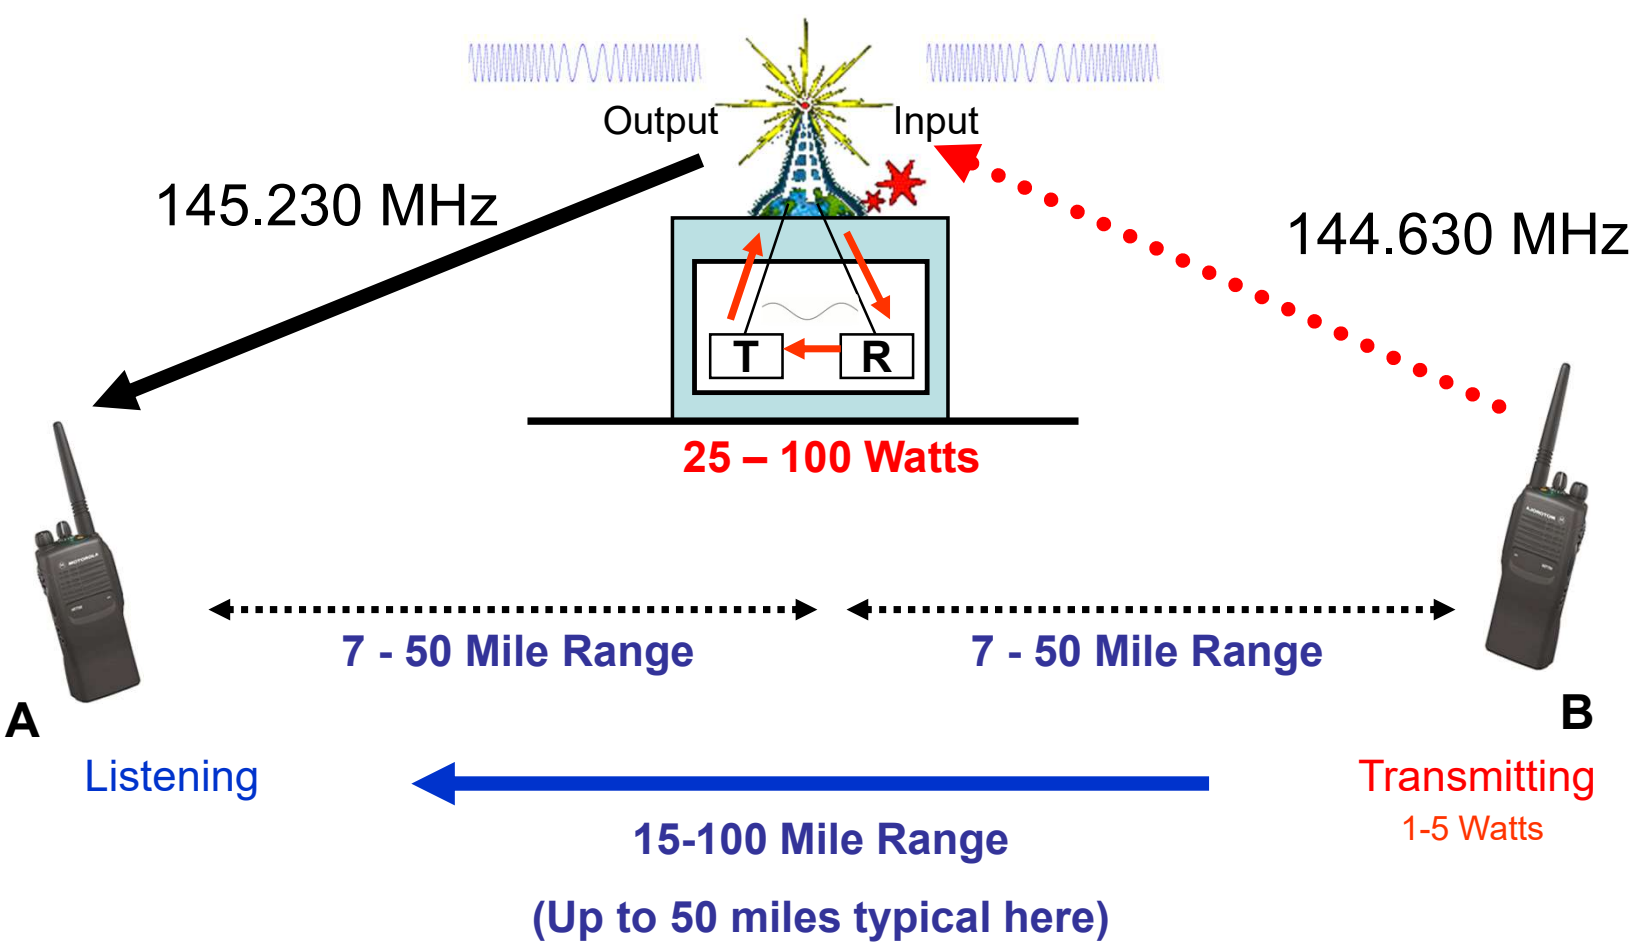 Output
Input
145.230 MHz
144.630 MHz
T
R
25 – 100 Watts
MOTOROLA
7 - 50 Mile Range
7 - 50 Mile Range
A
B
Listening
Transmitting
1-5 Watts
15-100 Mile Range
(Up to 50 miles typical here)